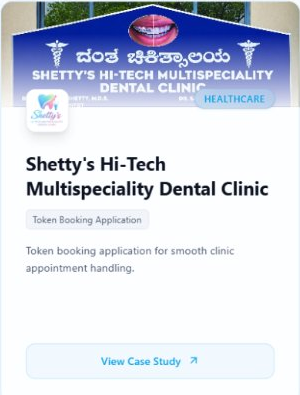 ದಂತ ಚಿಕಿತ್ಸಾಲಯ
SHETTY'S HI-TECH MULTISPECIALITY
DENTAL CLINIC
HEALTHCARE
Shetty's
Shetty's Hi-Tech
Multispeciality Dental Clinic
Token Booking Application
Token booking application for smooth clinic
appointment handling.
View Case Study